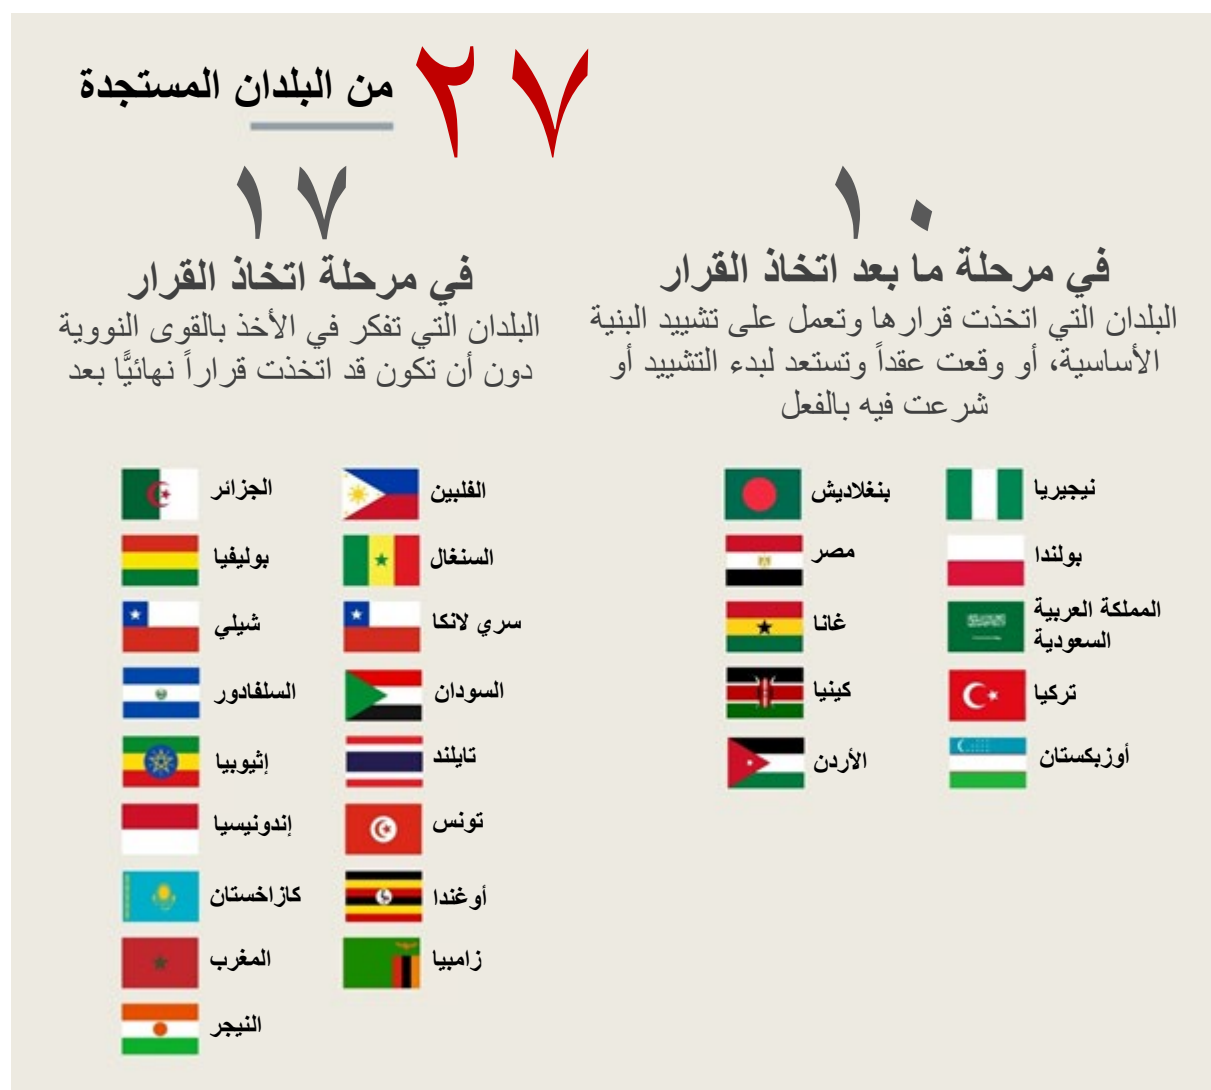 ٢٧ من البلدان المستجدة
١٠
في مرحلة ما بعد اتخاذ القرار
البلدان التي اتخذت قرارها وتعمل على تشييد البنية
الأساسية، أو وقعت عقداً وتستعد لبدء التشييد أو
شرعت فيه بالفعل
نيجيريا
بولندا
المملكة العربية
السعودية
تركيا
أوزبكستان
بنغلاديش
مصر
غانا
كينيا
الأردن
١٧
في مرحلة اتخاذ القرار
البلدان التي تفكر في الأخذ بالقوى النووية
دون أن تكون قد اتخذت قراراً نهائيًّا بعد
الفلبين
السنغال
سري لانكا
السودان
تايلند
تونس
أوغندا
زامبيا
الجزائر
بوليفيا
شيلي
السلفادور
إثيوبيا
إندونيسيا
كازاخستان
المغرب
النيجر